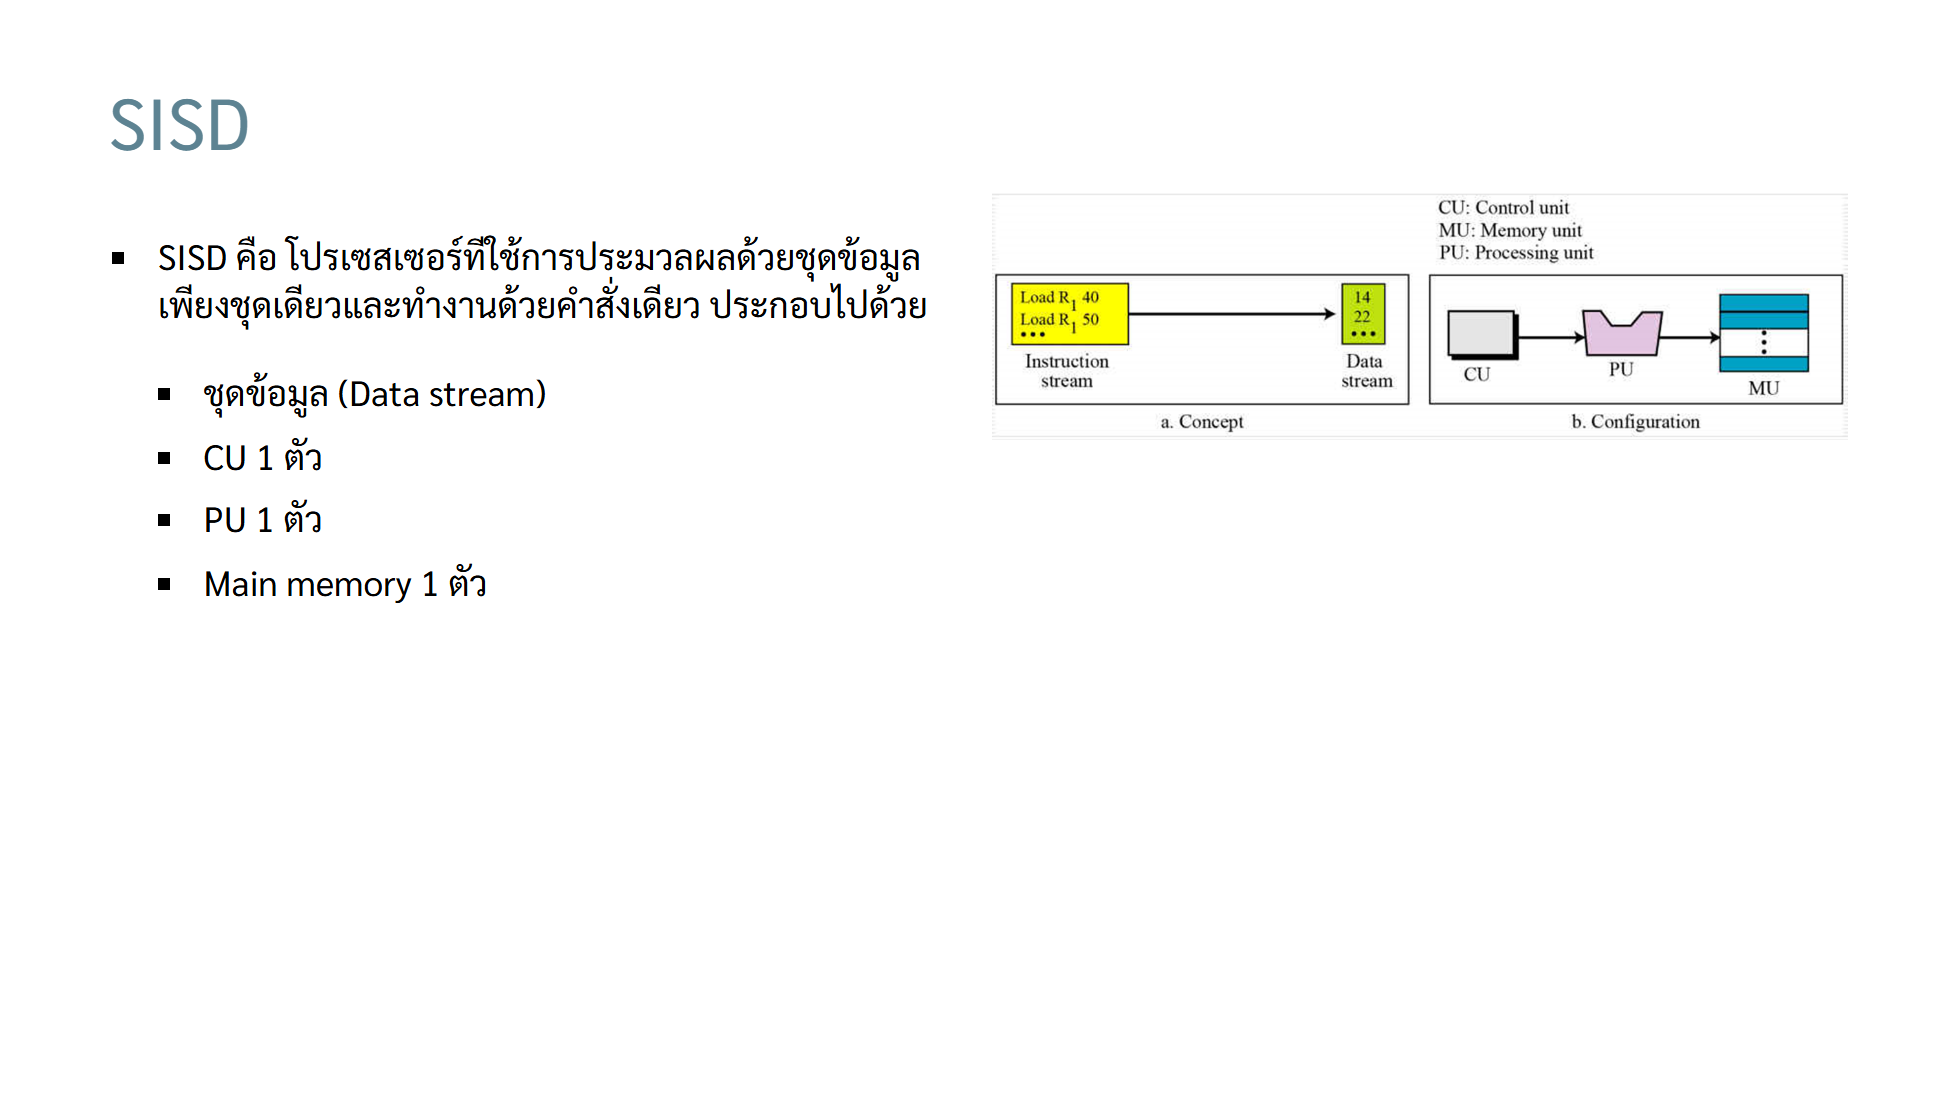 SISD
SISD คือ โปรเซสเซอร์ที่ใช้การประมวลผลด้วยชุดข้อมูล
เพียงชุดเดียวและทำงานด้วยคำสั่งเดียว ประกอบไปด้วย
ชุดข้อมูล (Data stream)
CU 1 ตัว
PU 1 ตัว
Main memory 1 ตัว
CU: Control unit
MU: Memory unit
PU: Processing unit
Load R1 40
Load R1 50
•••
Instruction
stream
14
22
•••
Data
stream
a. Concept
CU
PU
MU
b. Configuration